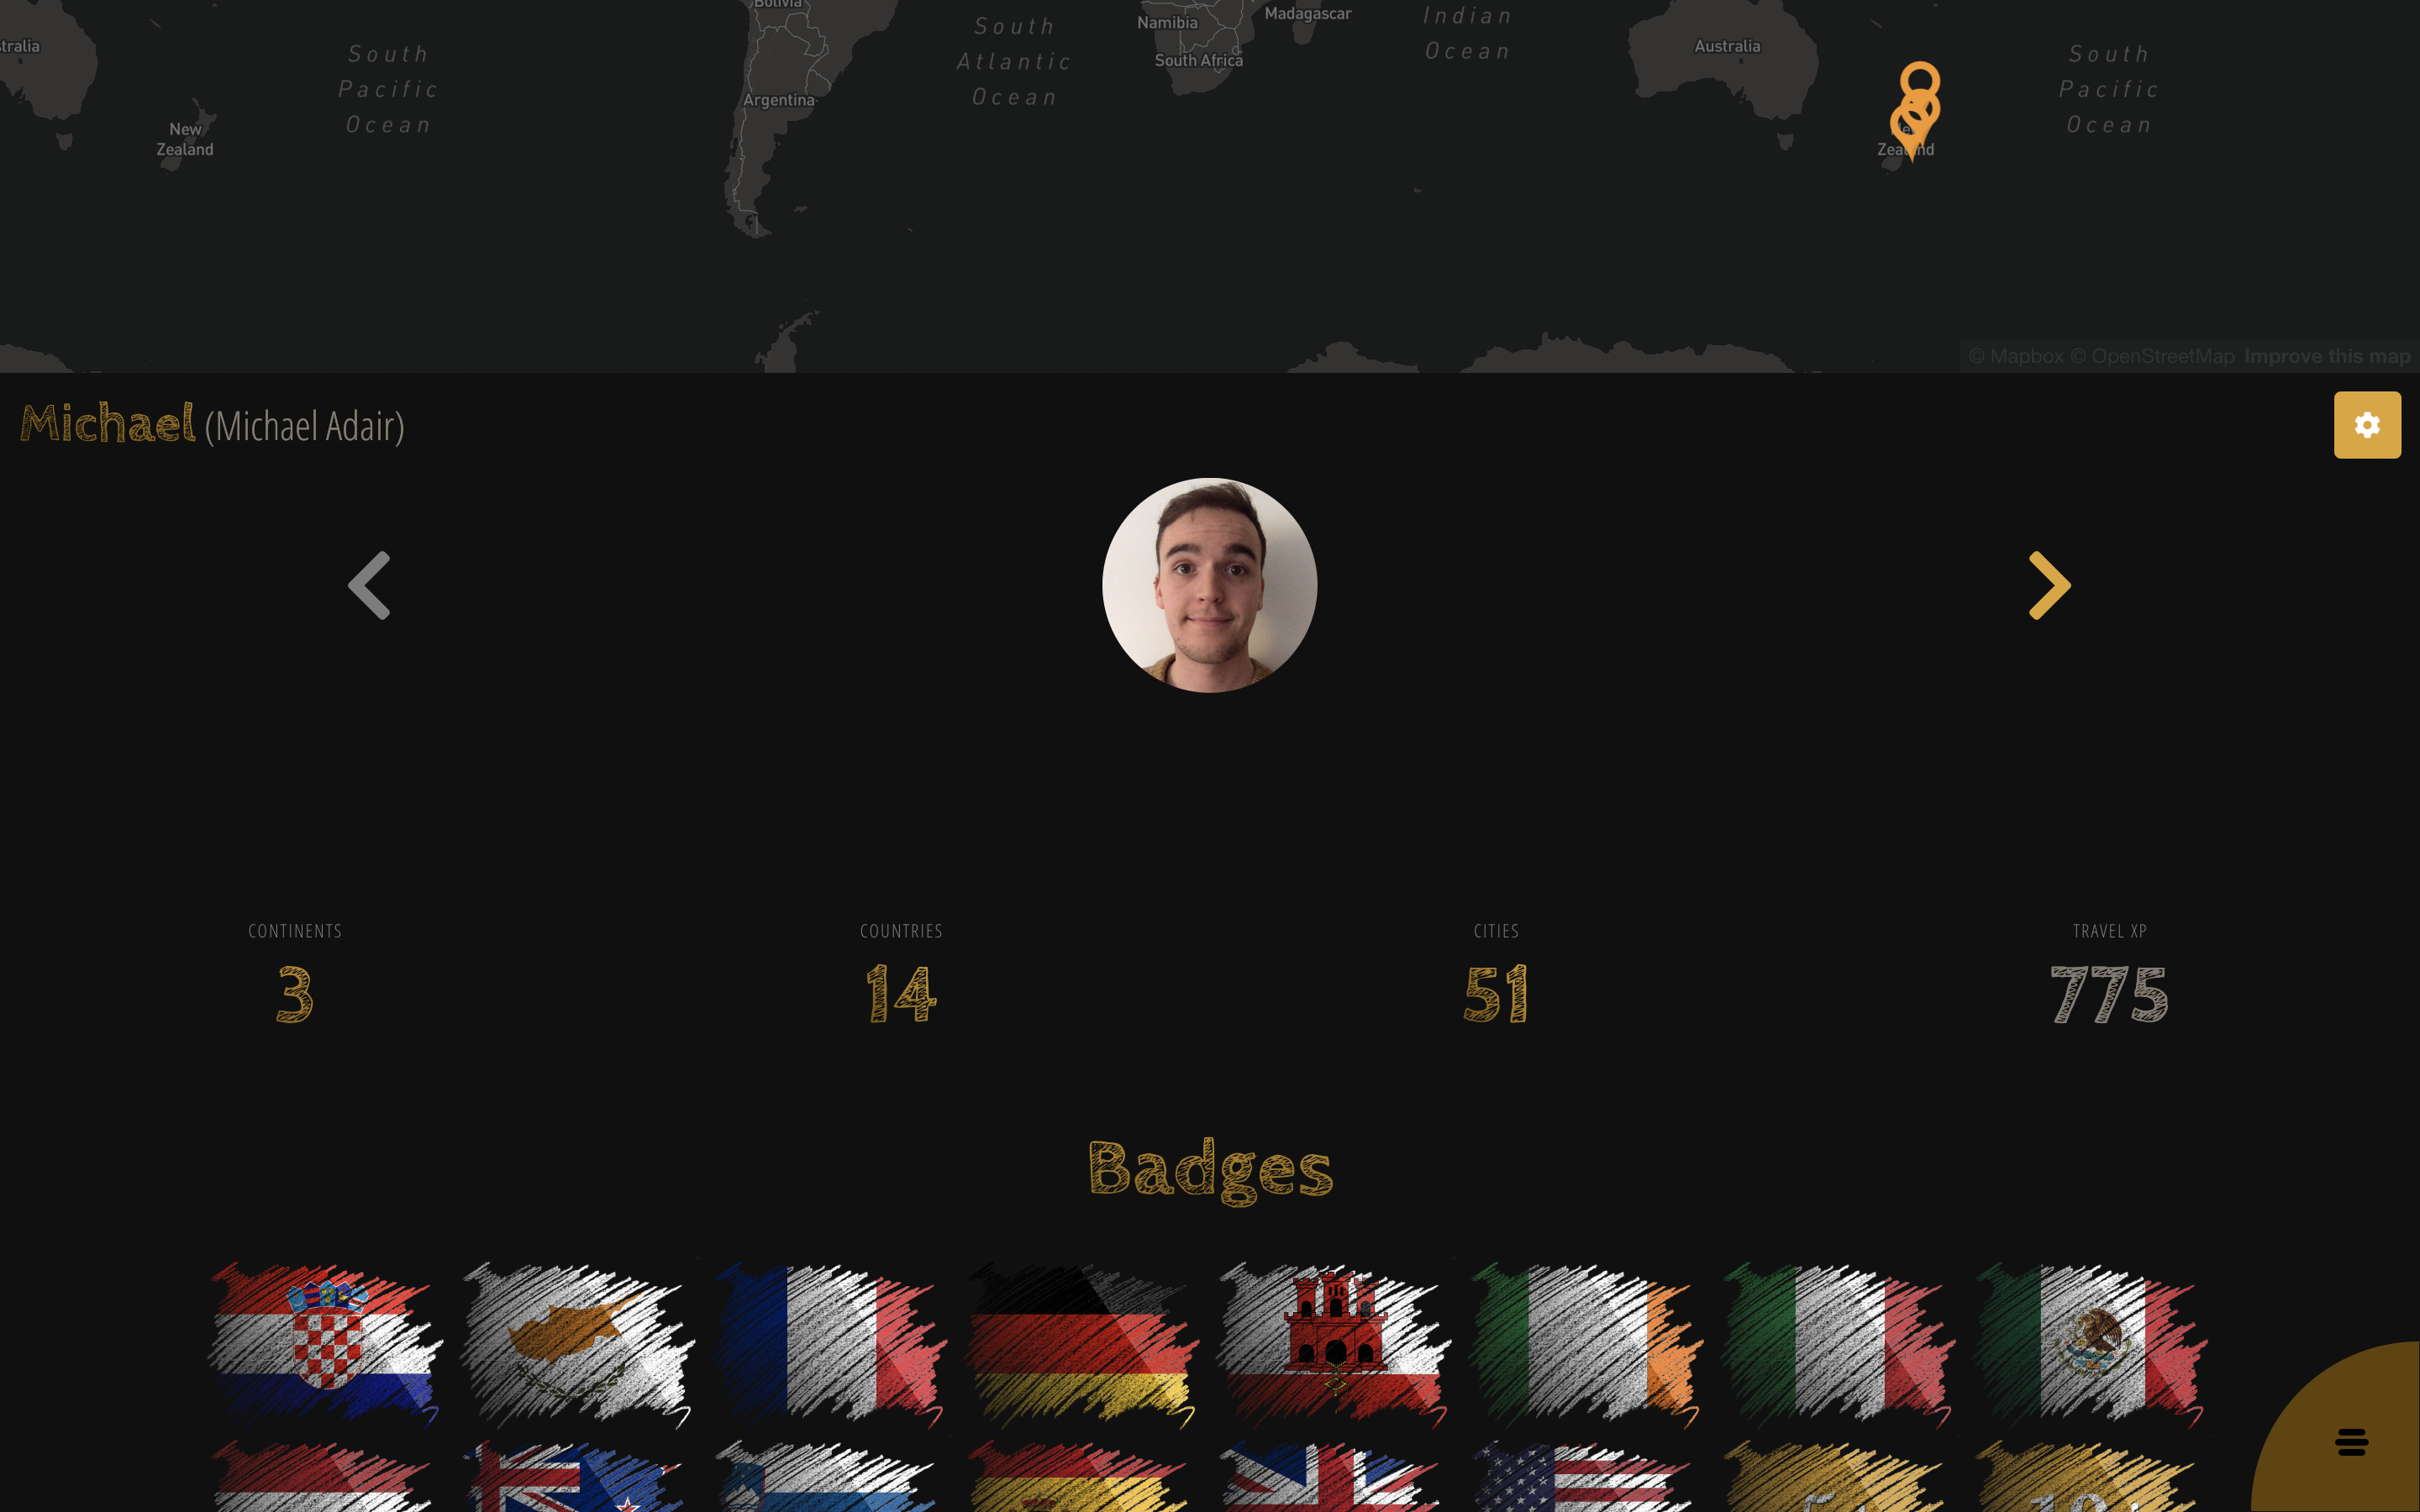 Bolivia
South
Atlantic
Ocean
Namibia
Madagascar
South Africa
Indian
Ocean
tralia
South
Pacific
Ocean
Australia
South
Pacific
Ocean
Argentina
New
Zealand
Zealand
© Mapbox © OpenStreetMap Improve this map
Michael (Michael Adair)
CONTINENTS
3
COUNTRIES
14
CITIES
51
TRAVEL XP
775
Badges